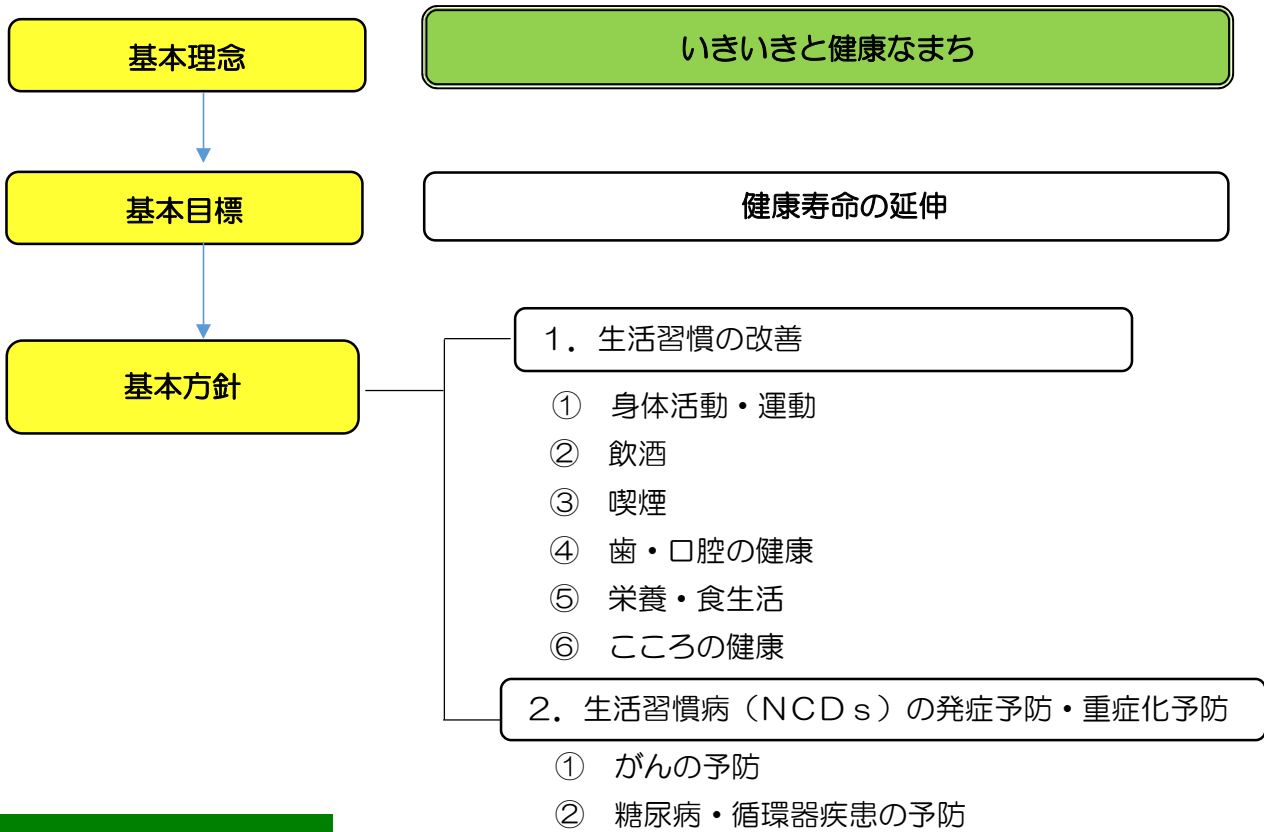 基本理念
いきいきと健康なまち
基本目標
健康寿命の延伸
基本方針
１．生活習慣の改善
① 身体活動・運動
② 飲酒
③ 喫煙
④ 歯・口腔の健康
⑤ 栄養・食生活
⑥ こころの健康
２．生活習慣病（ＮＣＤｓ）の発症予防・重症化予防
① がんの予防
② 糖尿病・循環器疾患の予防